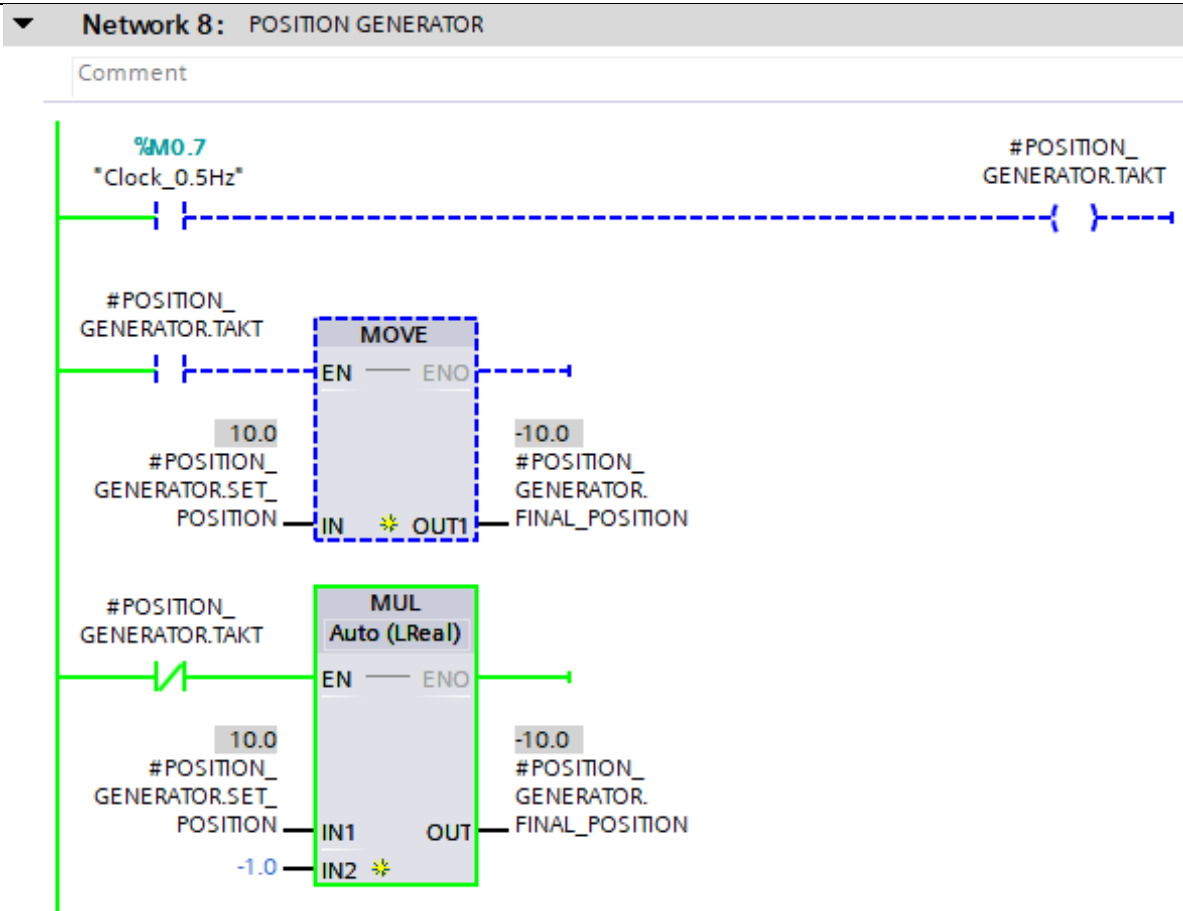 Network 8: POSITION GENERATOR
Comment
%M0.7
"Clock_0.5Hz"
#POSITION_
GENERATOR.TAKT
#POSITION_
GENERATOR.TAKT
MOVE
EN ENO
10.0
#POSITION_
GENERATOR.SET_
POSITION
IN OUT1
-10.0
#POSITION_
GENERATOR.
FINAL_POSITION
#POSITION_
GENERATOR.TAKT
MUL
Auto (LReal)
EN ENO
10.0
#POSITION_
GENERATOR.SET_
POSITION
IN1 OUT
-10.0
#POSITION_
GENERATOR.
FINAL_POSITION
-1.0 IN2